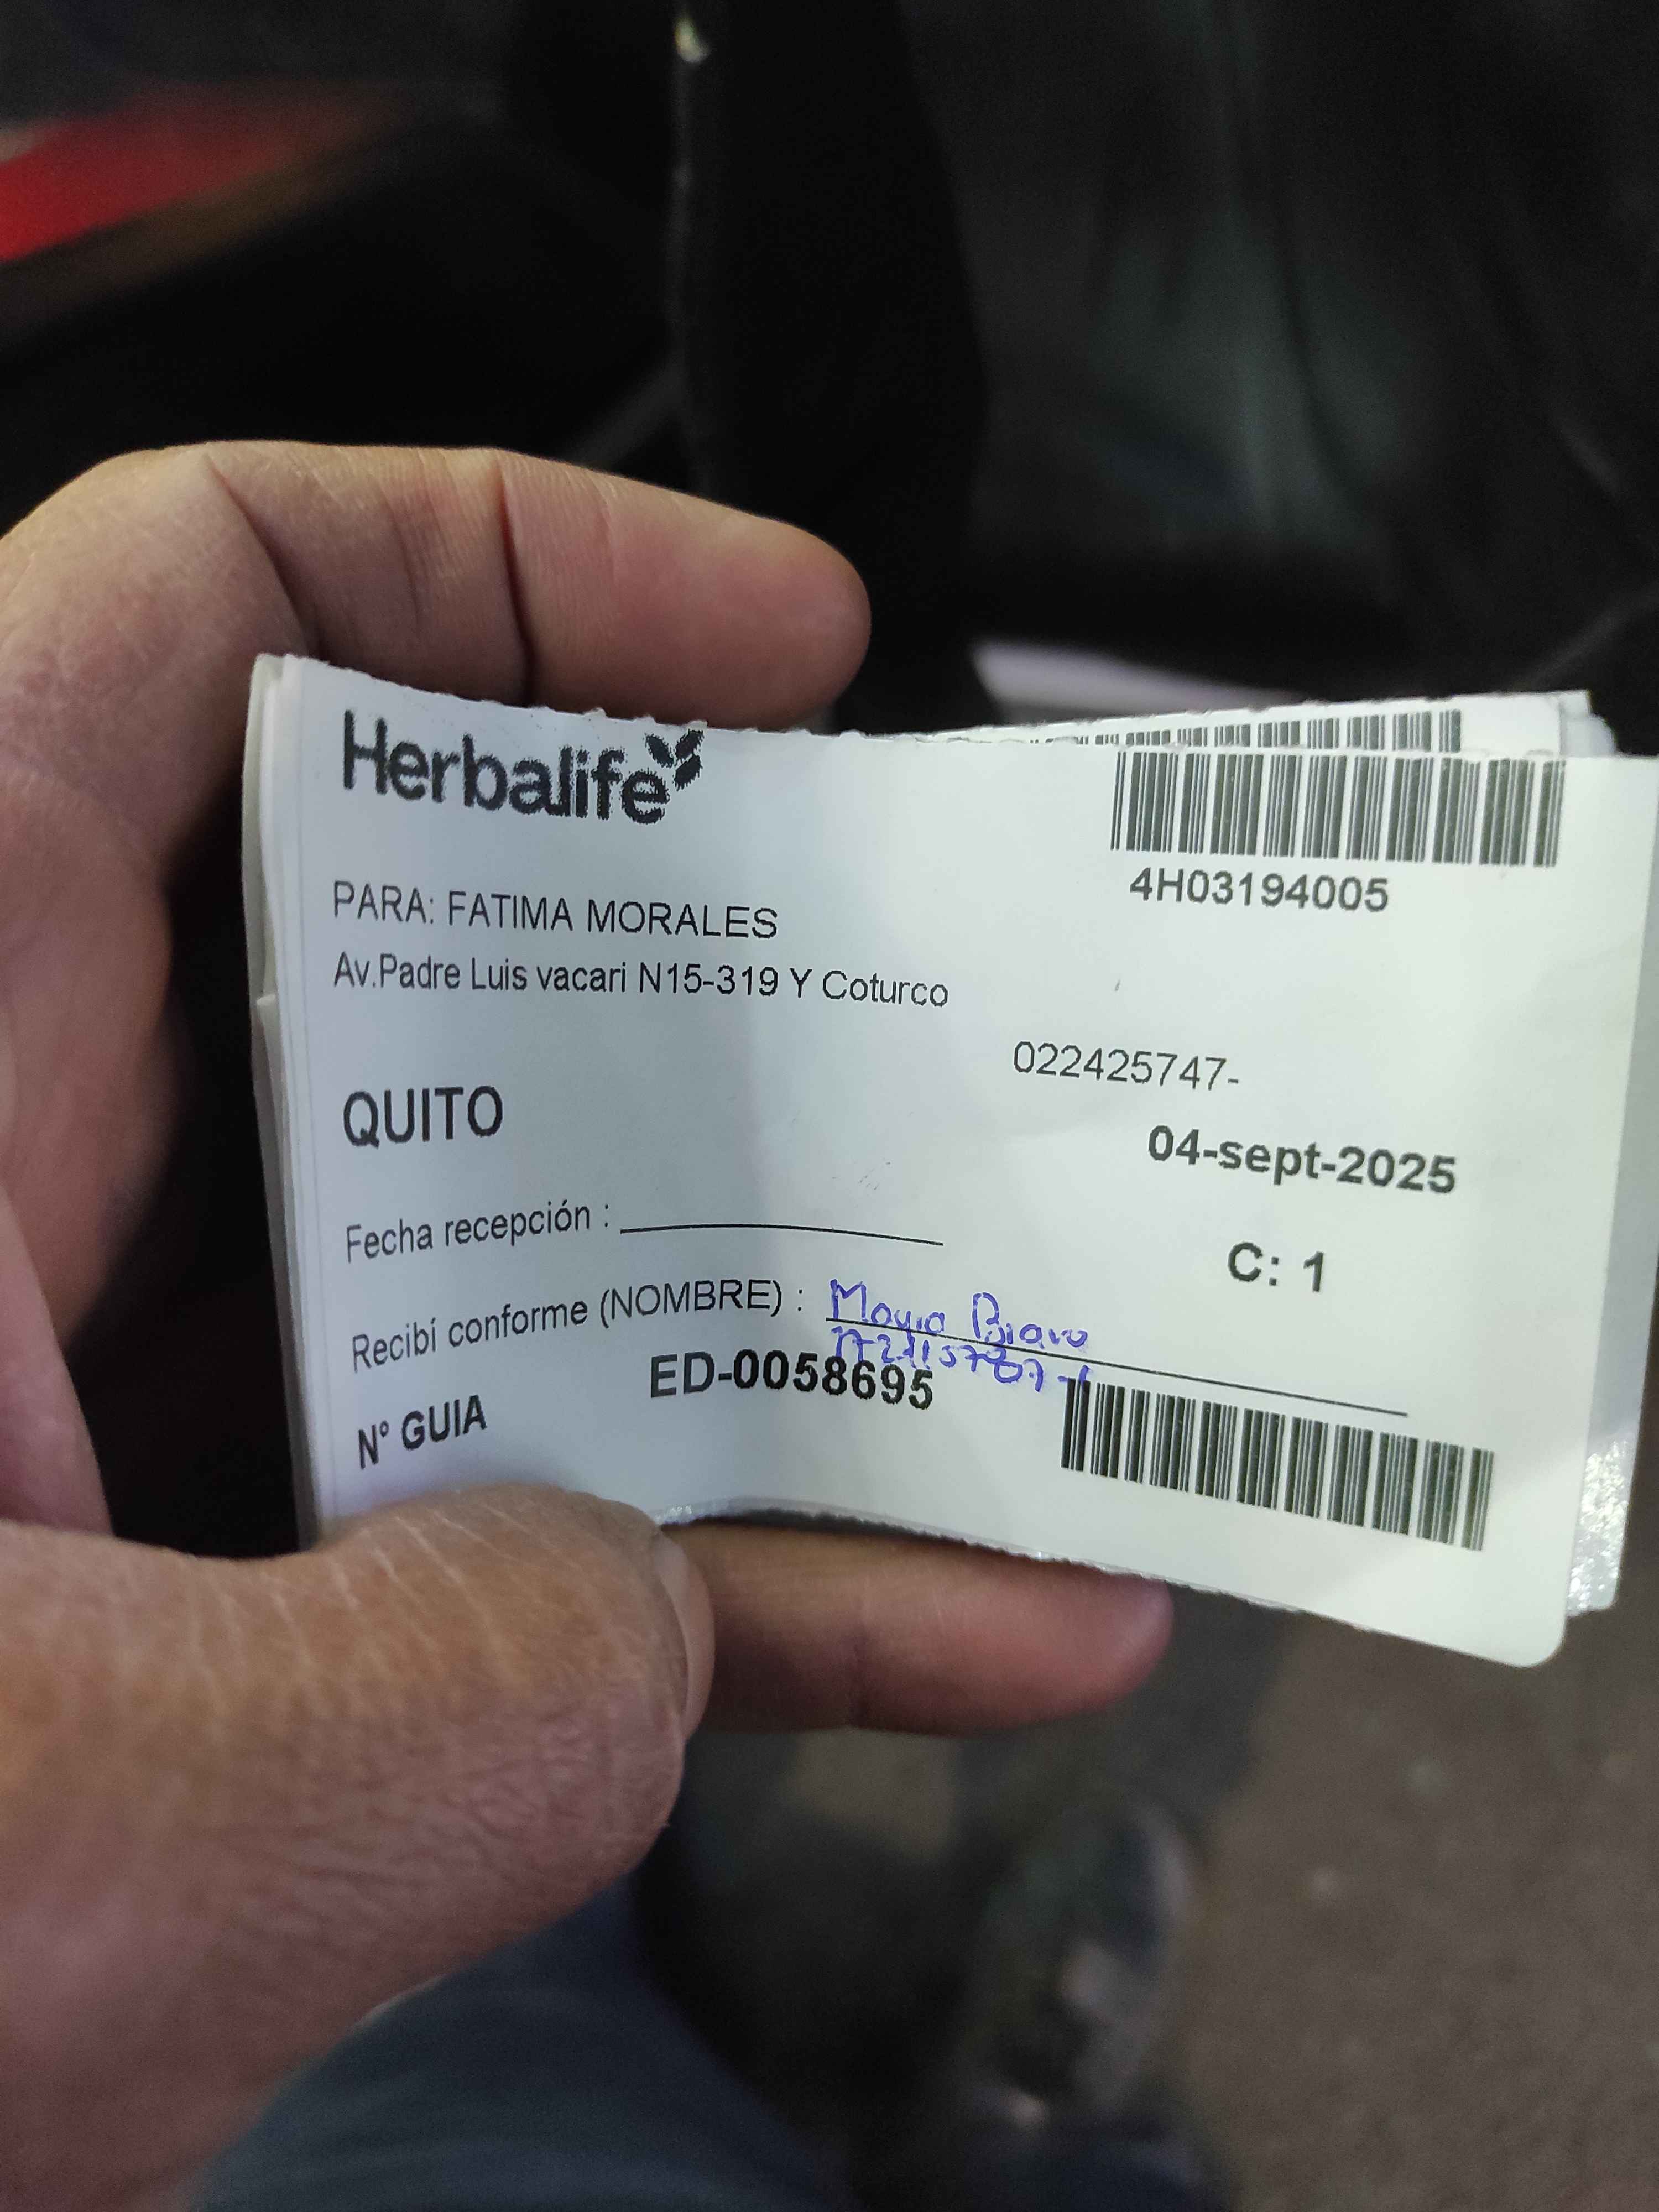 Herbalife
4H03194005
PARA: FATIMA MORALES
Av.Padre Luis vacari N15-319 Y Coturco
022425747-
QUITO
04-sept-2025
Fecha recepción :
C: 1
Recibí conforme (NOMBRE) : Bravo
N° GUIA ED-0058695